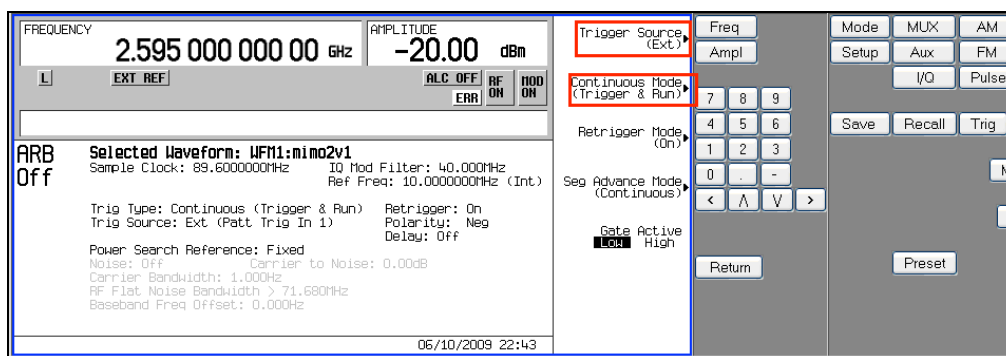 FREQUENCY
2.595 000 000 00 GHz
AMPLITUDE
-20.00 dBm
L
EXT REF
ALC OFF
ERR
RF ON
MOD ON
ARB
Off
Selected Waveform: WFM1:mimo2v1
Sample Clock: 89.6000000MHz IQ Mod Filter: 40.000MHz
Ref Freq: 10.0000000MHz (Int)
Trig Type: Continuous (Trigger & Run) Retrigger: On
Trig Source: Ext (Patt Trig In 1) Polarity: Neg
Delay: Off
Power Search Reference: Fixed
Noise: Off Carrier to Noise: 0.00dB
Carrier Bandwidth: 1.000Hz
RF Flat Noise Bandwidth > 71.680MHz
Baseband Freq Offset: 0.000Hz
06/10/2009 22:43
Trigger Source
(Ext)
Continuous Mode
(Trigger & Run)
Retrigger Mode
(On)
Seg Advance Mode
(Continuous)
Gate Active
Low High
Freq
Ampl
7 8 9
4 5 6
1 2 3
0 . -
< Λ V >
Return
Mode MUX AM
Setup Aux FM
I/Q Pulse
Save Recall Trig
Preset